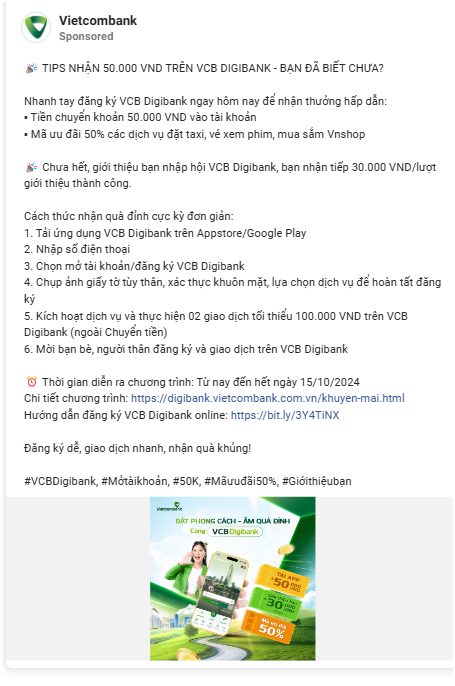 Vietcombank
Sponsored
🎉 TIPS NHẬN 50.000 VND TRÊN VCB DIGIBANK - BẠN ĐÃ BIẾT CHƯA?
Nhanh tay đăng ký VCB Digibank ngay hôm nay để nhận thưởng hấp dẫn:
▪ Tiền chuyển khoản 50.000 VND vào tài khoản
▪ Mã ưu đãi 50% các dịch vụ đặt taxi, vé xem phim, mua sắm Vnshop
🎉 Chưa hết, giới thiệu bạn nhập hội VCB Digibank, bạn nhận tiếp 30.000 VND/lượt
giới thiệu thành công.
Cách thức nhận quà đỉnh cực kỳ đơn giản:
1. Tải ứng dụng VCB Digibank trên Appstore/Google Play
2. Nhập số điện thoại
3. Chọn mở tài khoản/đăng ký VCB Digibank
4. Chụp ảnh giấy tờ tùy thân, xác thực khuôn mặt, lựa chọn dịch vụ để hoàn tất đăng
ký
5. Kích hoạt dịch vụ và thực hiện 02 giao dịch tối thiểu 100.000 VND trên VCB
Digibank (ngoài Chuyển tiền)
6. Mời bạn bè, người thân đăng ký và giao dịch trên VCB Digibank
⏰ Thời gian diễn ra chương trình: Từ nay đến hết ngày 15/10/2024
Chi tiết chương trình: https://digibank.vietcombank.com.vn/khuyen-mai.html
Hướng dẫn đăng ký VCB Digibank online: https://bit.ly/3Y4TiNX
Đăng ký dễ, giao dịch nhanh, nhận quà khủng!
#VCBDigibank, #Mởtàikhoản, #50K, #Mãưuđãi50%, #Giớithiệubạn
Vietcombank
BẬT PHONG CÁCH – ẴM QUÀ ĐỈNH
Cùng VCB Digibank
TẢI APP
+50.000 VND
Giới thiệu bạn
+30.000 VND
Mã ưu đãi
50%